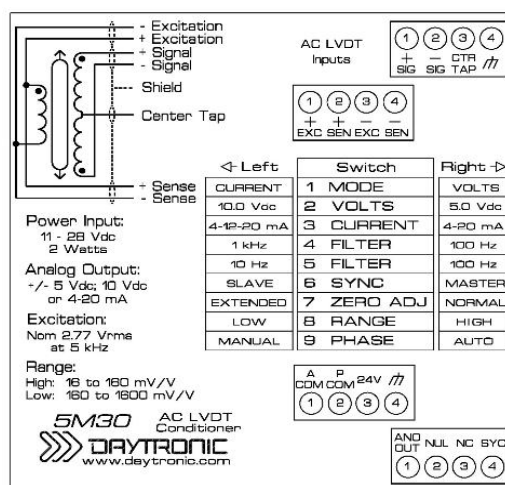 - Excitation
+ Excitation
+ Signal
- Signal
Shield
Center Tap
+ Sense
- Sense
AC LVDT
Inputs
1 2 3 4
+ SIG - SIG CTR TAP
1 2 3 4
+ EXC + SEN - EXC - SEN
Left Switch Right
CURRENT 1 MODE VOLTS
10.0 Vdc 2 VOLTS 5.0 Vdc
4-12-20 mA 3 CURRENT 4-20 mA
1 kHz 4 FILTER 100 Hz
10 Hz 5 FILTER 100 Hz
SLAVE 6 SYNC MASTER
EXTENDED 7 ZERO ADJ NORMAL
LOW 8 RANGE HIGH
MANUAL 9 PHASE AUTO
Power Input:
11 - 28 Vdc
2 Watts
Analog Output:
+/- 5 Vdc; 10 Vdc
or 4-20 mA
Excitation:
Nom 2.77 Vrms
at 5 kHz
Range:
High: 16 to 160 mV/V
Low: 160 to 1600 mV/V
5M30 AC LVDT
Conditioner
DAYTRONIC
www.daytronic.com
A COM P COM 24V
1 2 3 4
ANO OUT NUL NC SYC
1 2 3 4